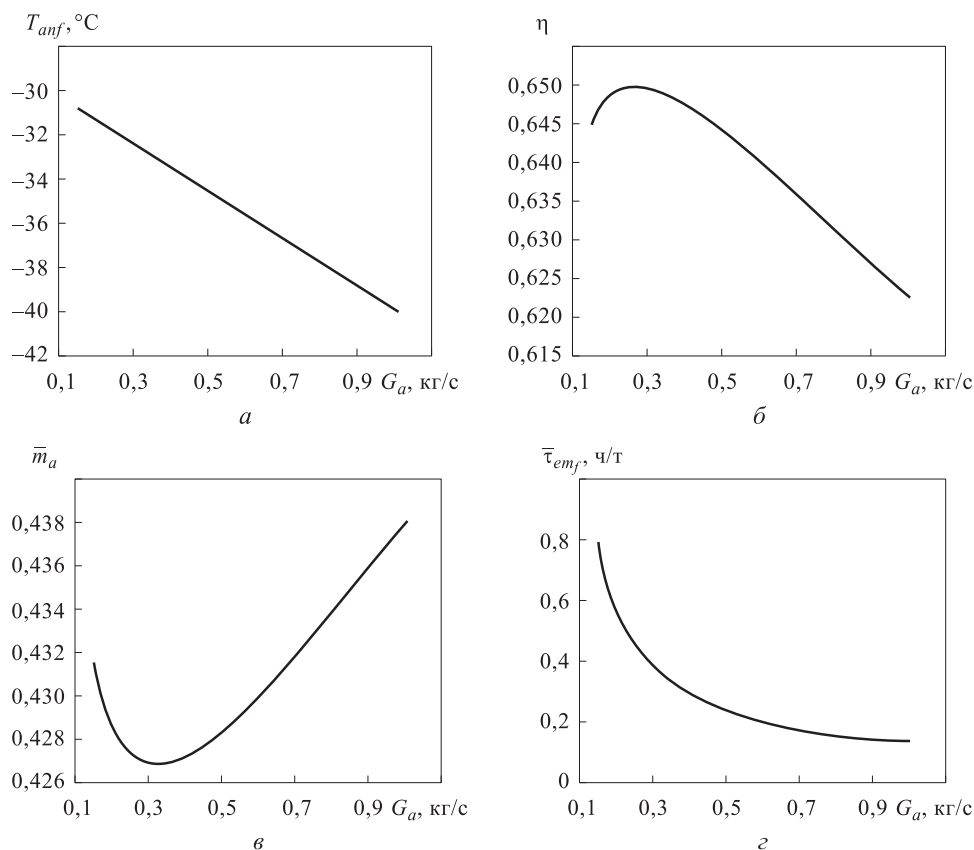 T_anf, °C
–30
–32
–34
–36
–38
–40
–42
0,1 0,3 0,5 0,7 0,9 G_a, кг/с
а
η
0,650
0,645
0,640
0,635
0,630
0,620
0,620
0,615
0,1 0,3 0,5 0,7 0,9 G_a, кг/с
б
m̅_a
0,438
0,436
0,434
0,432
0,430
0,428
0,426
0,1 0,3 0,5 0,7 0,9 G_a, кг/с
в
τ̅_em_f, ч/т
0,8
0,6
0,4
0,2
0
0,1 0,3 0,5 0,7 0,9 G_a, кг/с
г